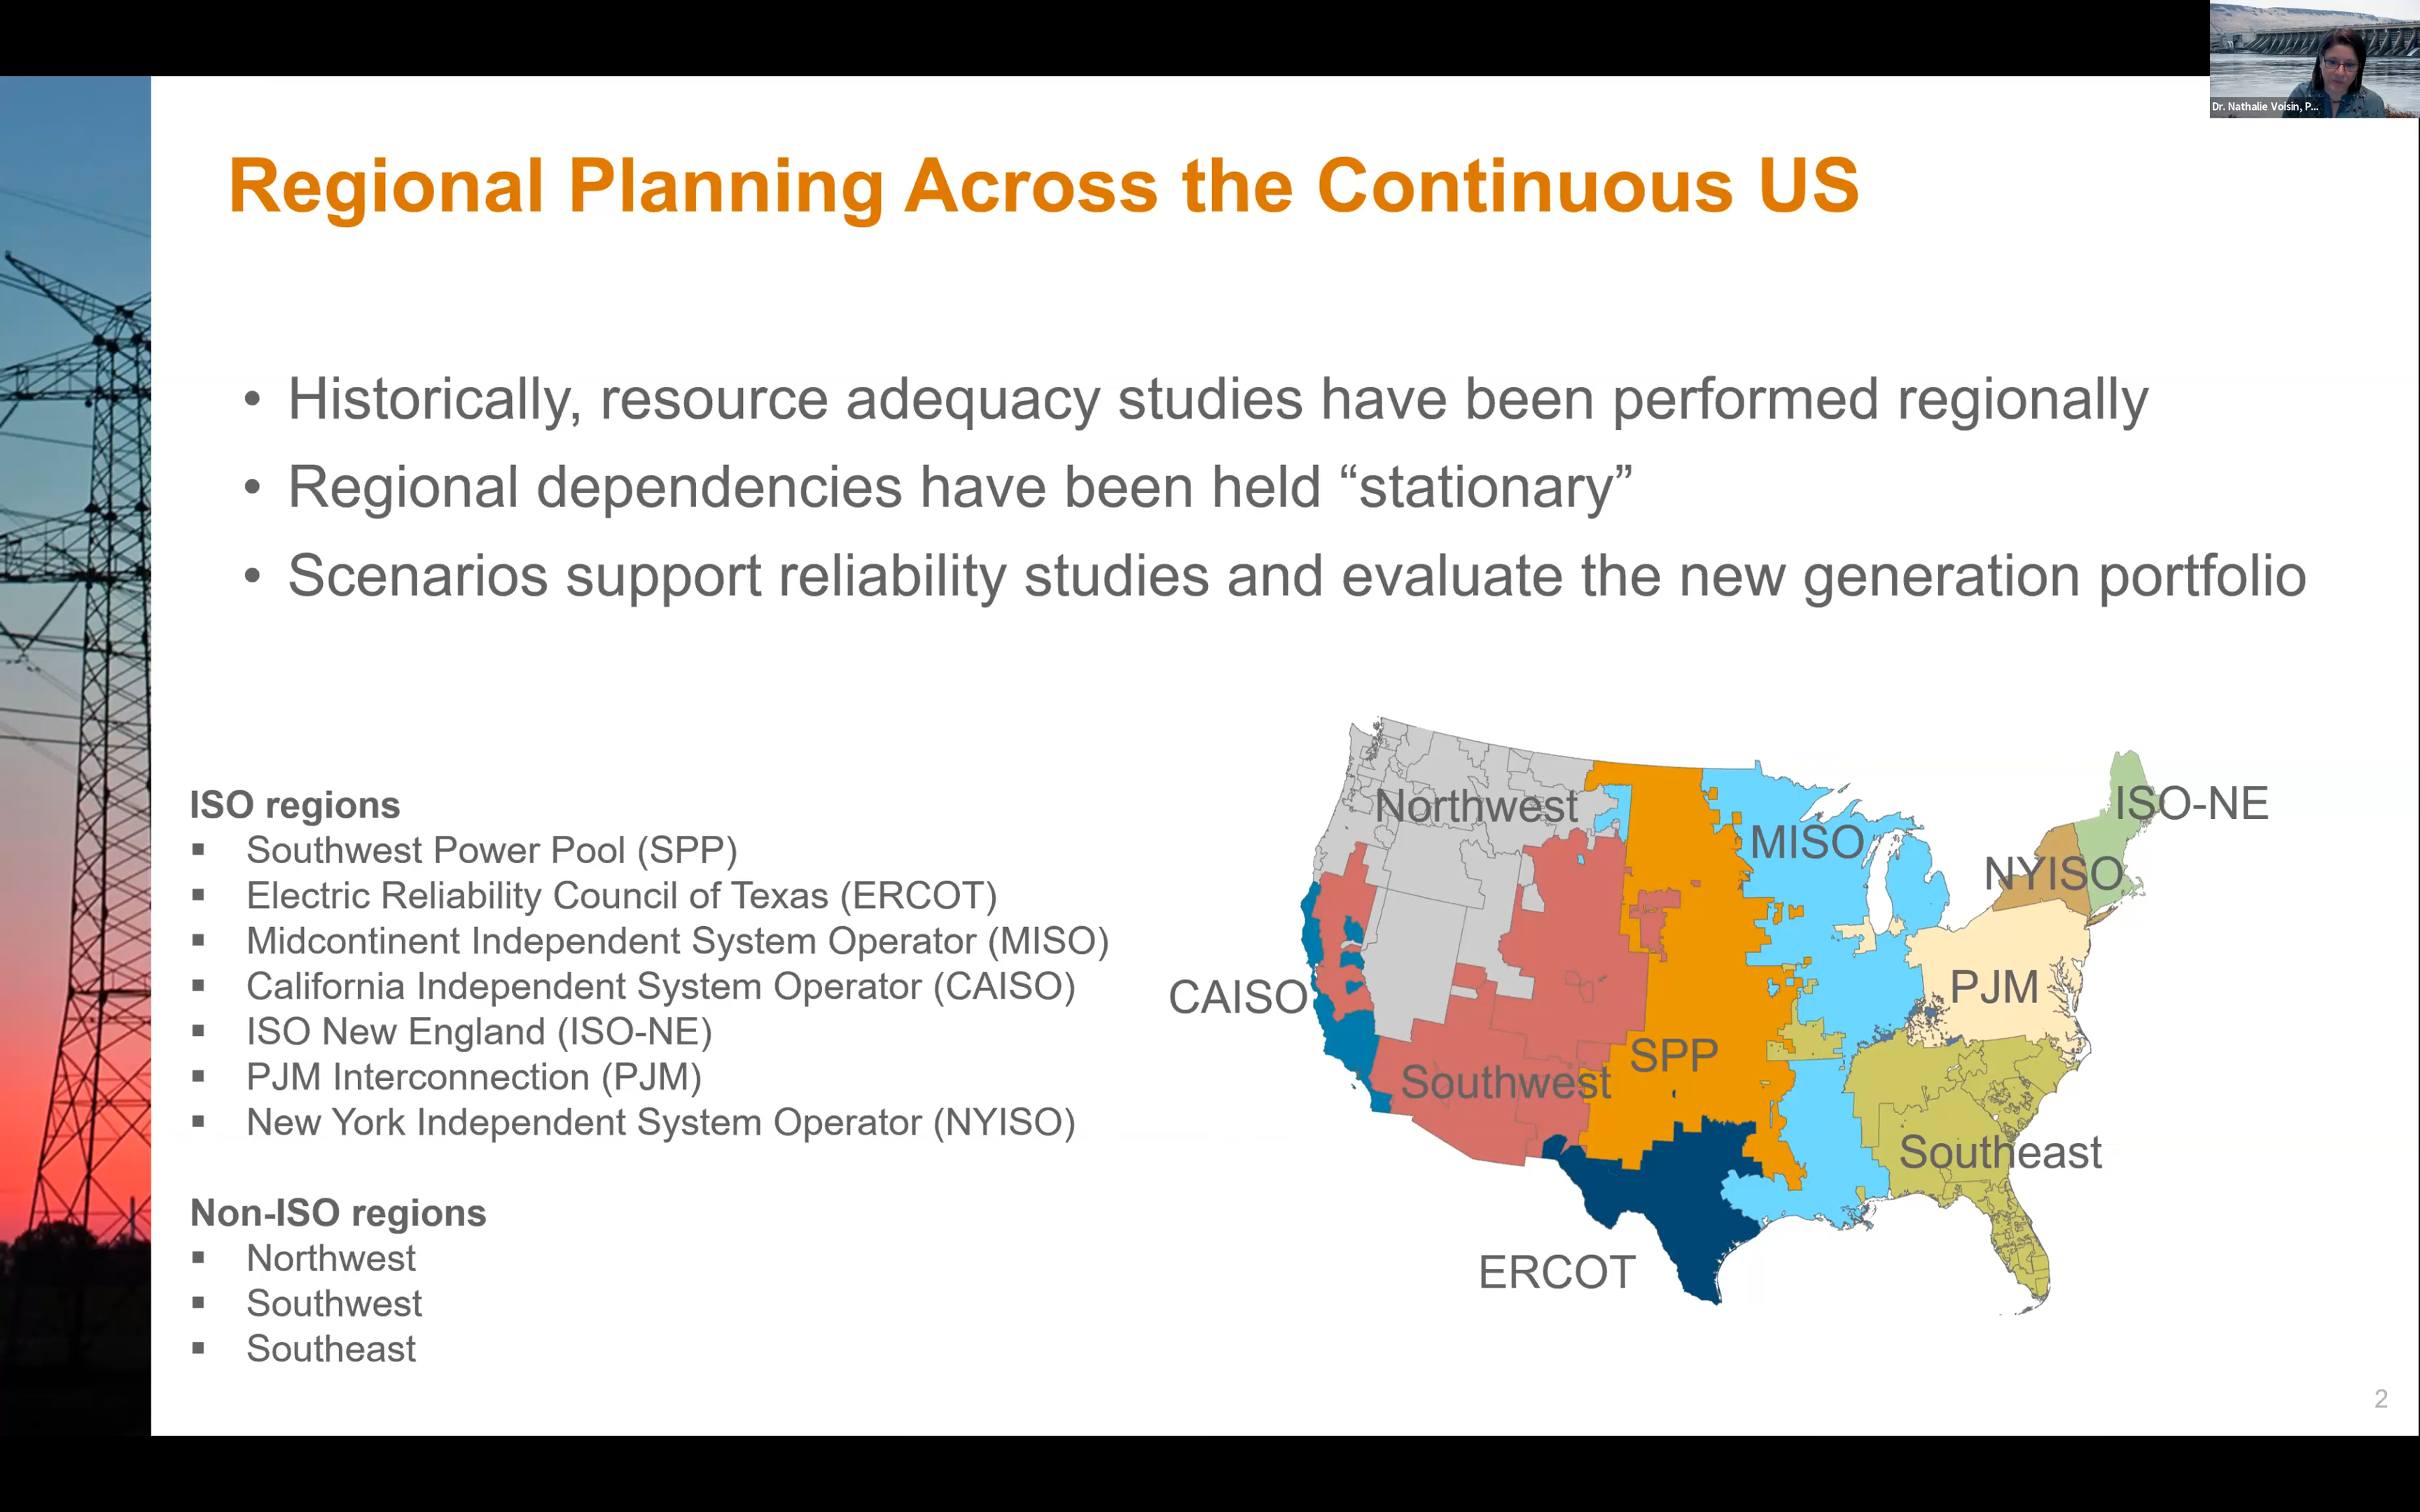 Dr. Nathalie Voisin, P...
Regional Planning Across the Continuous US
• Historically, resource adequacy studies have been performed regionally
• Regional dependencies have been held “stationary”
• Scenarios support reliability studies and evaluate the new generation portfolio
ISO regions
▪ Southwest Power Pool (SPP)
▪ Electric Reliability Council of Texas (ERCOT)
▪ Midcontinent Independent System Operator (MISO)
▪ California Independent System Operator (CAISO)
▪ ISO New England (ISO-NE)
▪ PJM Interconnection (PJM)
▪ New York Independent System Operator (NYISO)
Non-ISO regions
▪ Northwest
▪ Southwest
▪ Southeast
Northwest
MISO
ISO-NE
NYISO
CAISO
PJM
SPP
Southwest
Southeast
ERCOT
2